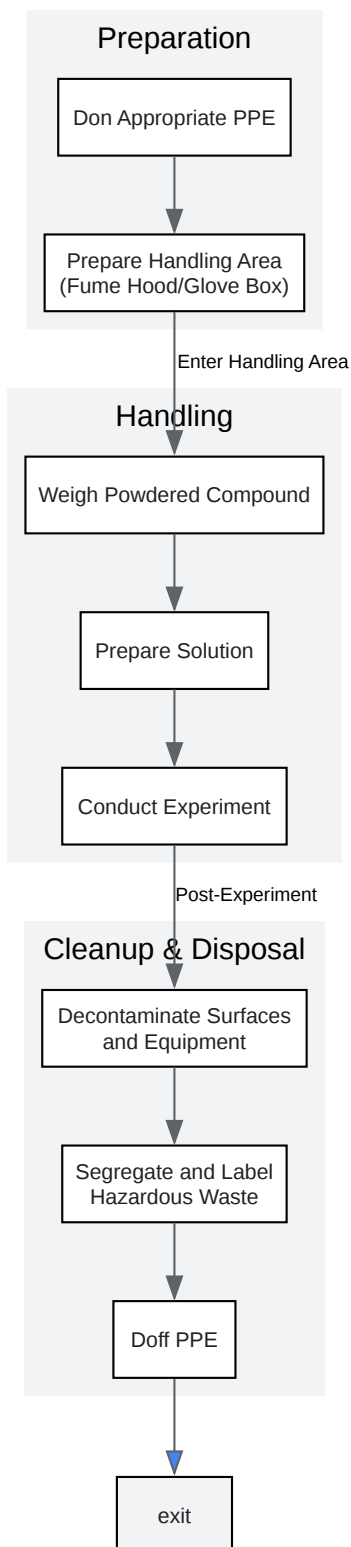 Preparation
Don Appropriate PPE
Prepare Handling Area
(Fume Hood/Glove Box)
Enter Handling Area
Handling
Weigh Powdered Compound
Prepare Solution
Conduct Experiment
Post-Experiment
Cleanup & Disposal
Decontaminate Surfaces
and Equipment
Segregate and Label
Hazardous Waste
Doff PPE
exit